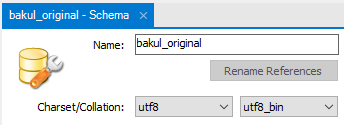 bakul_original - Schema
Name: bakul_original
Rename References
Charset/Collation: utf8 utf8_bin